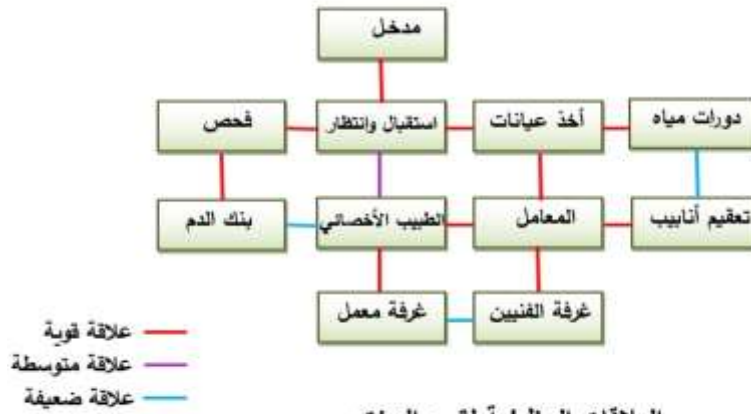 مدخل
فحص
استقبال وانتظار
أخذ عيانات
دورات مياه
بنك الدم
الطبيب الأخصائي
المعامل
تعقيم أنابيب
غرفة معمل
غرفة الفنيين
علاقة قوية
علاقة متوسطة
علاقة ضعيفة